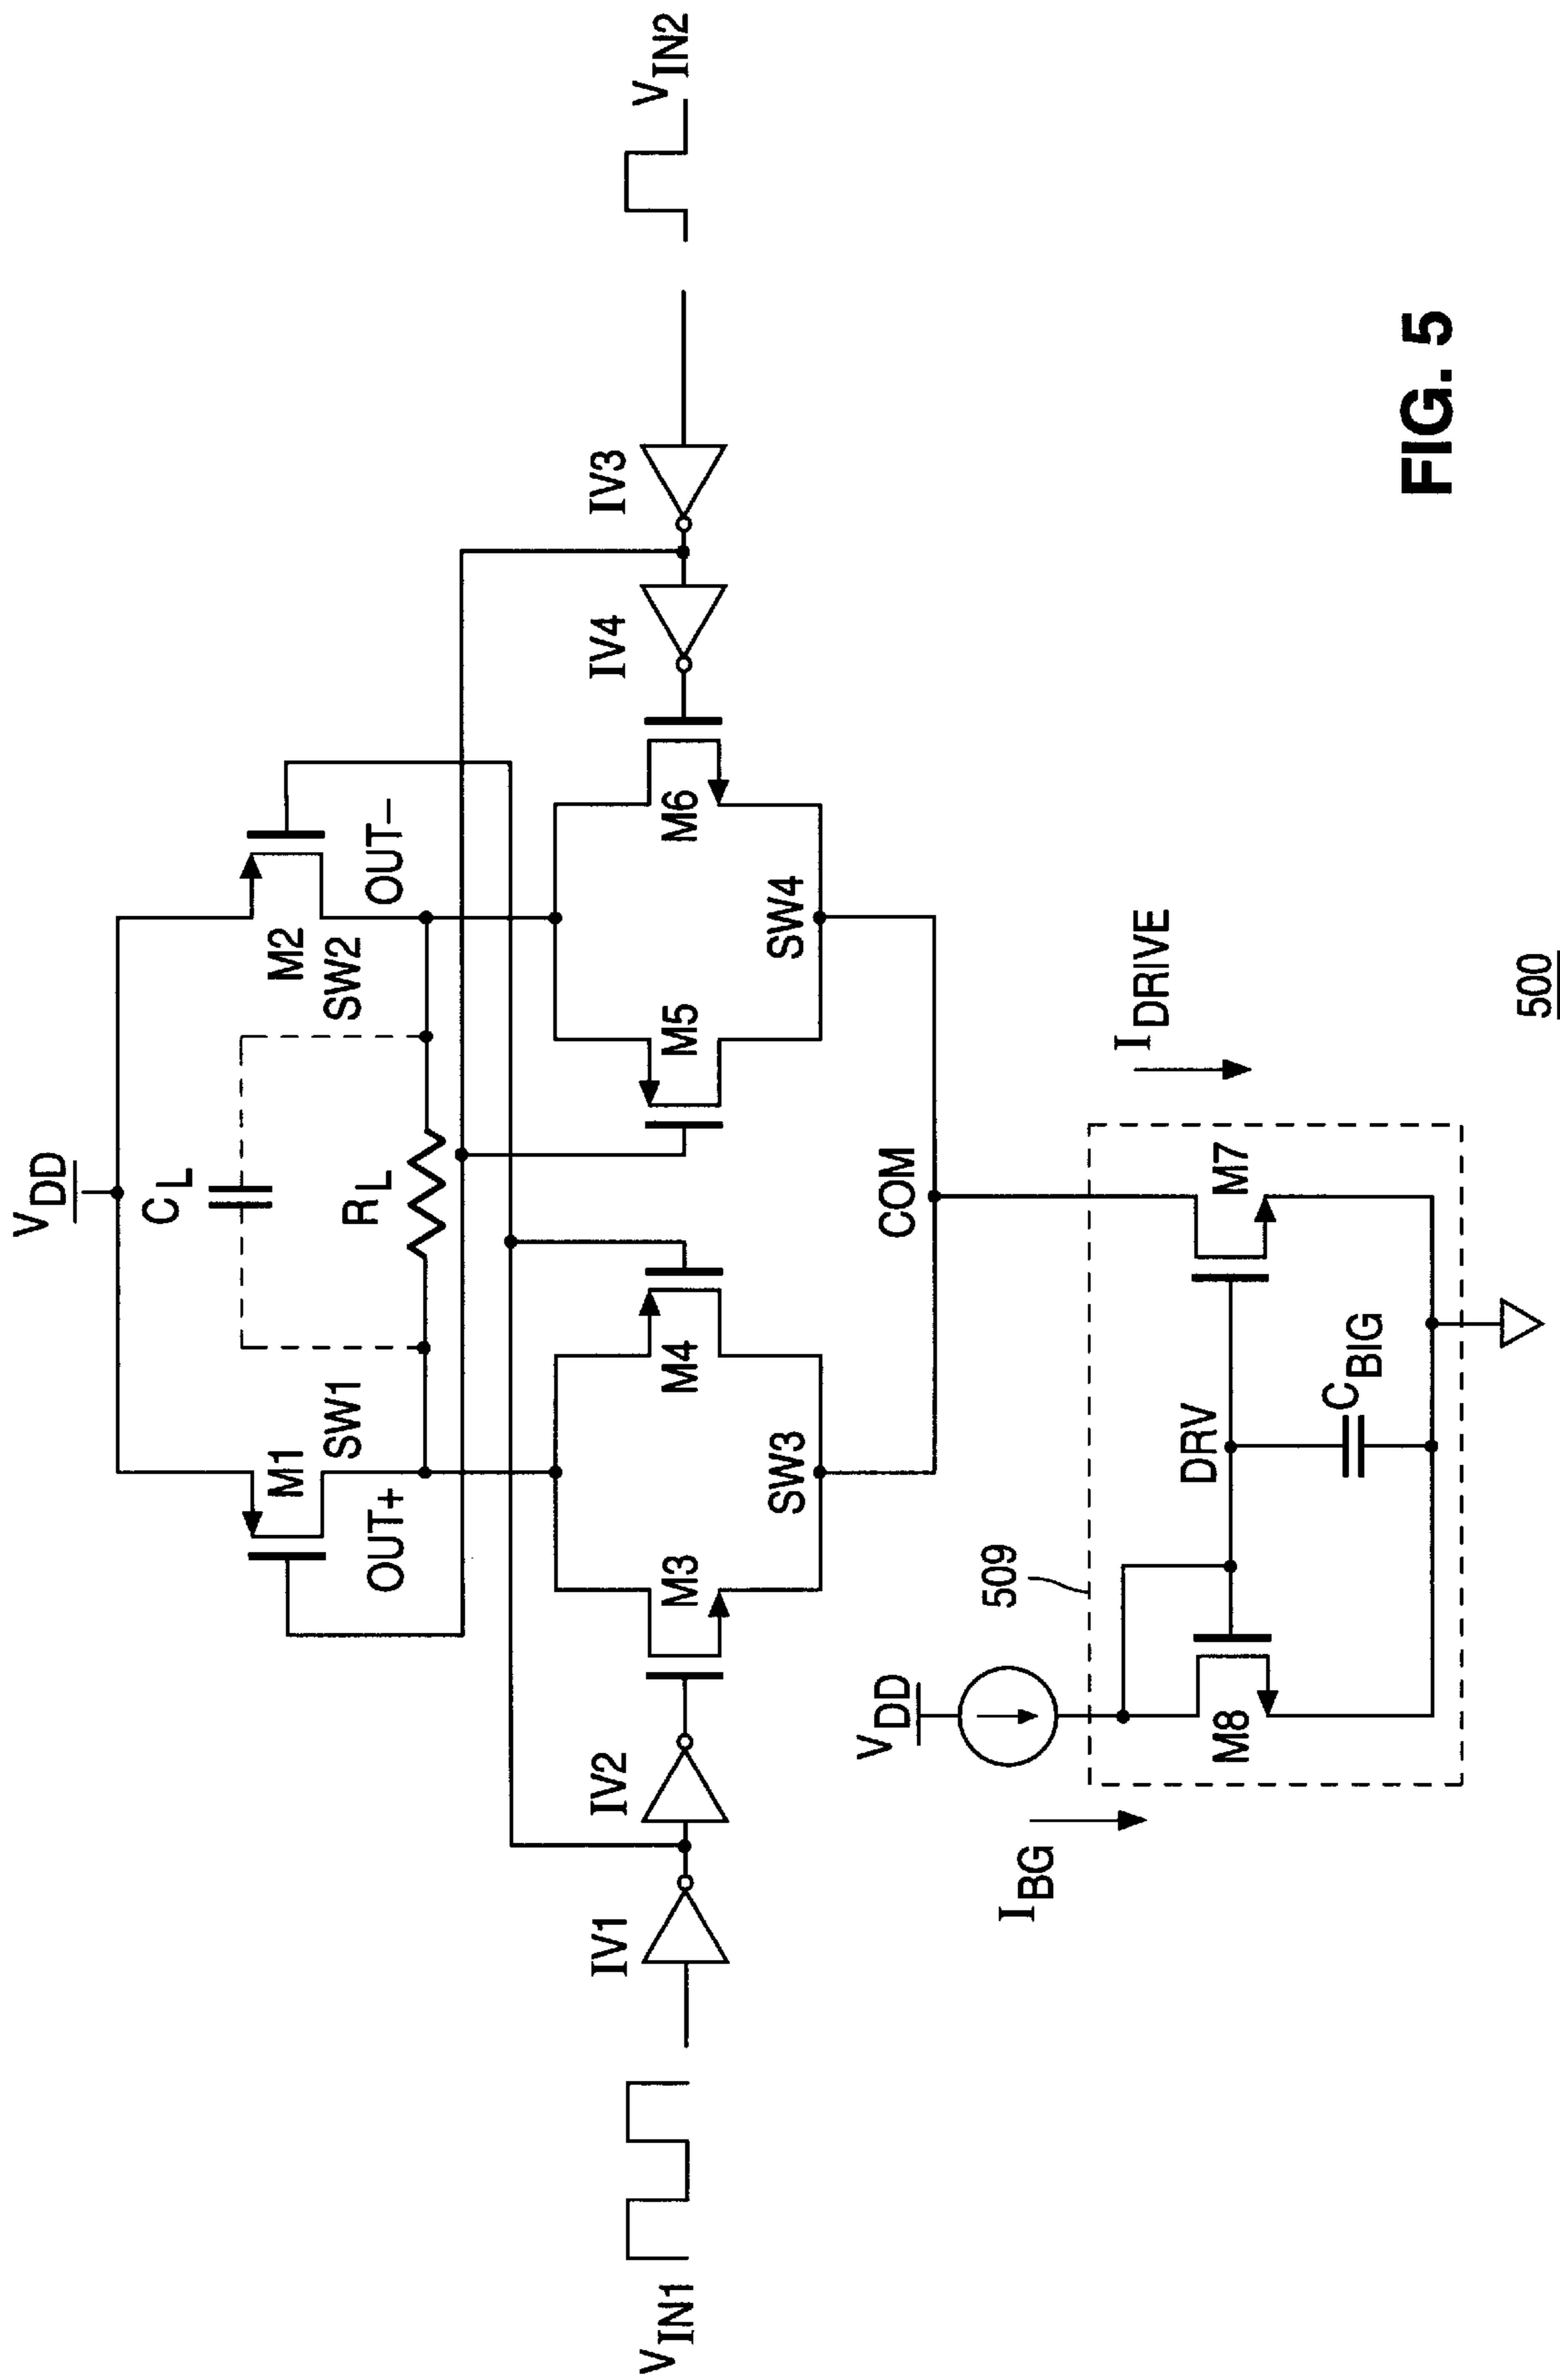 VDD
CL
RL
M1
SW1
M2
SW2
OUT+
OUT−
VIN1
IV1
IV2
M3
M4
M5
M6
IV4
IV3
VIN2
SW3
SW4
COM
VDD
509
IBG
IDRIVE
DRV
M8
M7
CBIG
500
FIG. 5